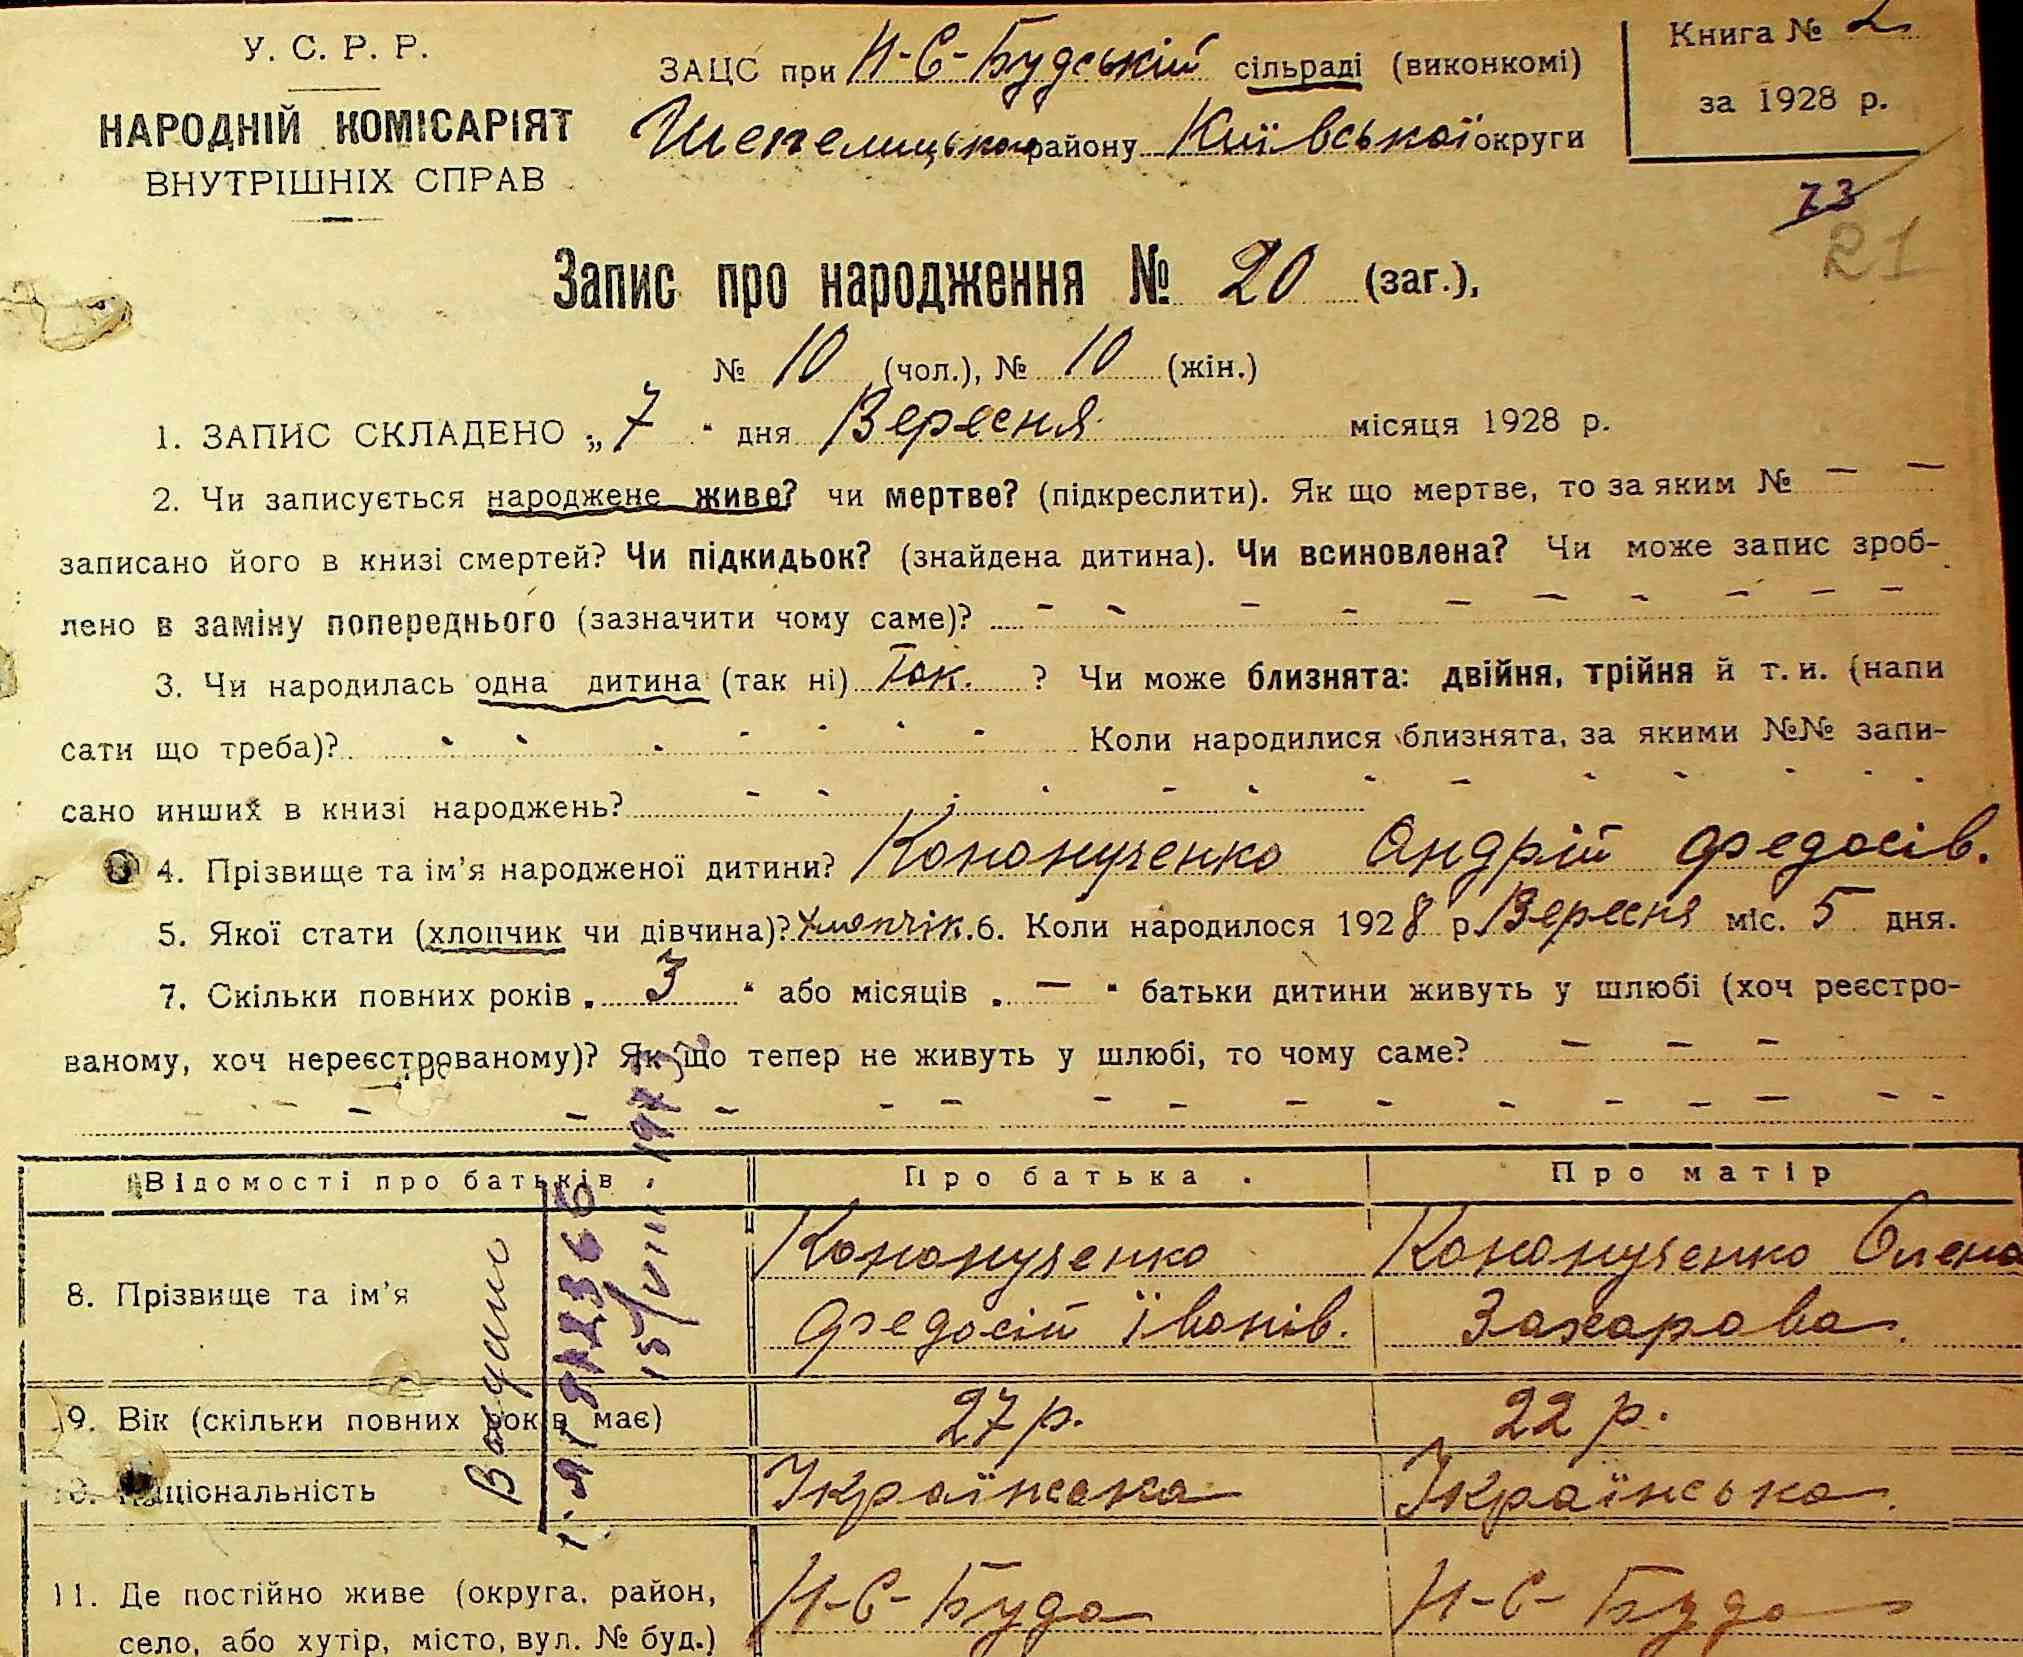 У. С. Р. Р.
НАРОДНІЙ КОМІСАРІЯТ
ВНУТРІШНІХ СПРАВ
ЗАЦС при Н-С-Будській сільраді (виконкомі)
Шепелицького району Київської округи
Книга № 2
за 1928 р.
73
21
Запис про народження № 20 (заг.),
№ 10 (чол.), № 10 (жін.)
1. ЗАПИС СКЛАДЕНО „7" дня Вересня місяця 1928 р.
2. Чи записується народжене живе? чи мертве? (підкреслити). Як що мертве, то за яким № — —
записано його в книзі смертей? Чи підкидьок? (знайдена дитина). Чи всиновлена? Чи може запис зроб-
лено в заміну попереднього (зазначити чому саме)? - - - - - - - - - -
3. Чи народилась одна дитина (так ні) Так. ? Чи може близнята: двійня, трійня й т. и. (напи
сати що треба)? - - - - - - - Коли народилися близнята, за якими №№ запи-
сано инших в книзі народжень? - - - - - - - - - - - -
4. Прізвище та ім'я народженої дитини? Кононученко Андрій Федосів.
5. Якої стати (хлопчик чи дівчина)? хляпчік. 6. Коли народилося 1928 р. Вересня міс. 5 дня.
7. Скільки повних років „ 3 " або місяців „ — " батьки дитини живуть у шлюбі (хоч реєстро-
ваному, хоч нереєстрованому)? Як що тепер не живуть у шлюбі, то чому саме? — — —
- - - - - - - - - - - - - - -
Відомості про батьків
Про батька
Про матір
8. Прізвище та ім'я
Кононученко
Федосій Іванів.
Кононученко Олена
Захарова.
9. Вік (скільки повних років має)
27 р.
22 р.
10. Національність
Українська
Українська.
11. Де постійно живе (округа, район,
село, або хутір, місто, вул. № буд.)
Н-С-Буда
Н-С-Буда
15/VIII. 1973